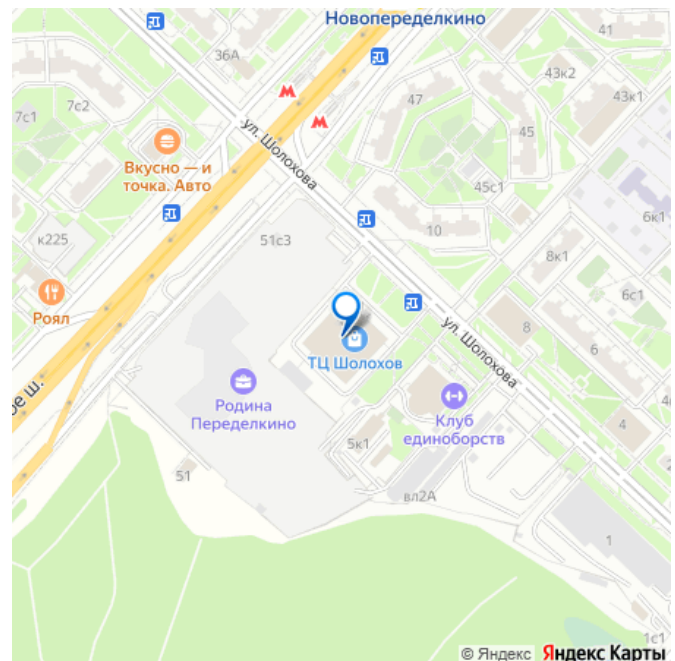 Новопеределкино
41
36А
43к2
7с2
47
43к1
7с1
45
ул. Шолохова
Вкусно — и
точка. Авто
45с1
6к1
10
51с3
к225
8к1
6с1
Роял
ул. Шолохова
8
6
ТЦ Шолохов
ое ш.
Родина
Переделкино
Клуб
единоборств
4
5к1
2
51
вл2А
1
1с1
© Яндекс Яндекс Карты